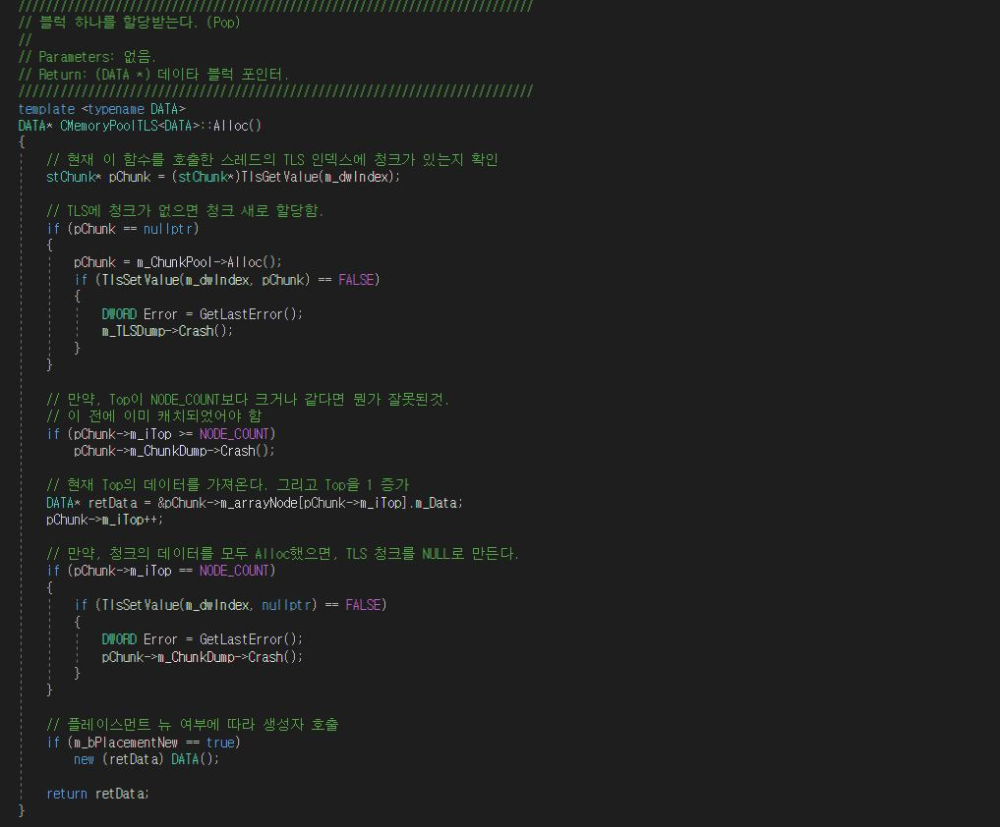 //////////////////////////////////////////////////////////////////////////
// 블럭 하나를 할당받는다. (Pop)
//
// Parameters: 없음.
// Return: (DATA *) 데이타 블럭 포인터.
//////////////////////////////////////////////////////////////////////////
template <typename DATA>
DATA* CMemoryPoolTLS<DATA>::Alloc()
{
// 현재 이 함수를 호출한 스레드의 TLS 인덱스에 청크가 있는지 확인
stChunk* pChunk = (stChunk*)TlsGetValue(m_dwIndex);
// TLS에 청크가 없으면 청크 새로 할당함.
if (pChunk == nullptr)
{
pChunk = m_ChunkPool->Alloc();
if (TlsSetValue(m_dwIndex, pChunk) == FALSE)
{
DWORD Error = GetLastError();
m_TLSDump->Crash();
}
}
// 만약, Top이 NODE_COUNT보다 크거나 같다면 뭔가 잘못된것.
// 이 전에 이미 캐치되었어야 함
if (pChunk->m_iTop >= NODE_COUNT)
pChunk->m_ChunkDump->Crash();
// 현재 Top의 데이터를 가져온다. 그리고 Top을 1 증가
DATA* retData = &pChunk->m_arrayNode[pChunk->m_iTop].m_Data;
pChunk->m_iTop++;
// 만약, 청크의 데이터를 모두 Alloc했으면, TLS 청크를 NULL로 만든다.
if (pChunk->m_iTop == NODE_COUNT)
{
if (TlsSetValue(m_dwIndex, nullptr) == FALSE)
{
DWORD Error = GetLastError();
pChunk->m_ChunkDump->Crash();
}
}
// 플레이스먼트 뉴 여부에 따라 생성자 호출
if (m_bPlacementNew == true)
new (retData) DATA();
return retData;
}